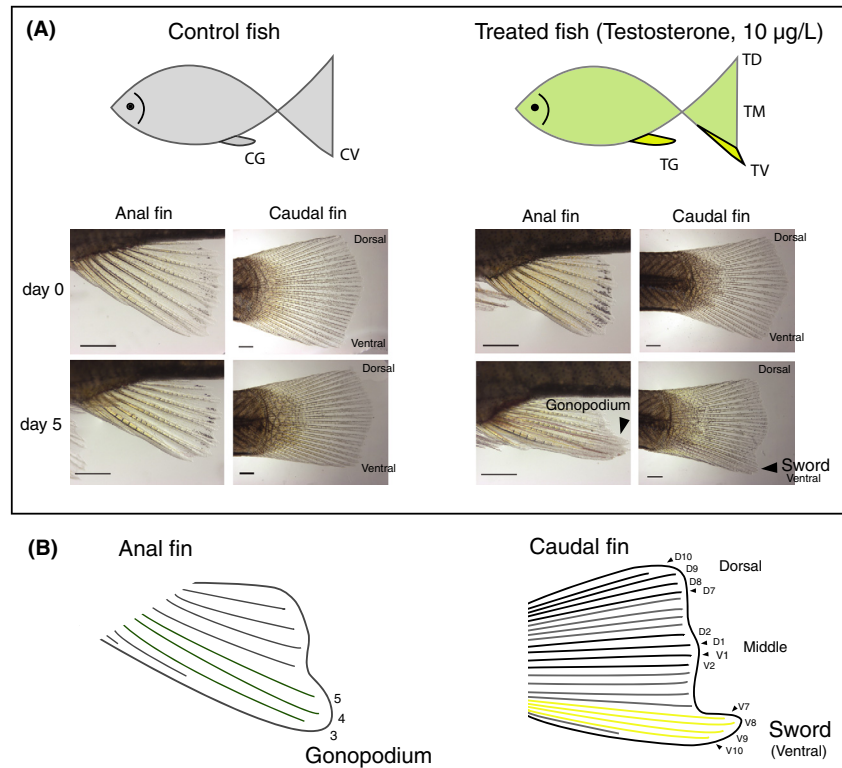 (A)
Control fish
Treated fish (Testosterone, 10 µg/L)
TD
TM
TV
TG
CG
CV
Anal fin
Caudal fin
Anal fin
Caudal fin
day 0
Dorsal
Ventral
Dorsal
Ventral
day 5
Dorsal
Ventral
Gonopodium
Dorsal
Sword
Ventral
(B)
Anal fin
5
4
3
Gonopodium
Caudal fin
D10
D9
D8
D7
Dorsal
D2
D1
V1
V2
Middle
V7
V8
V9
V10
Sword
(Ventral)